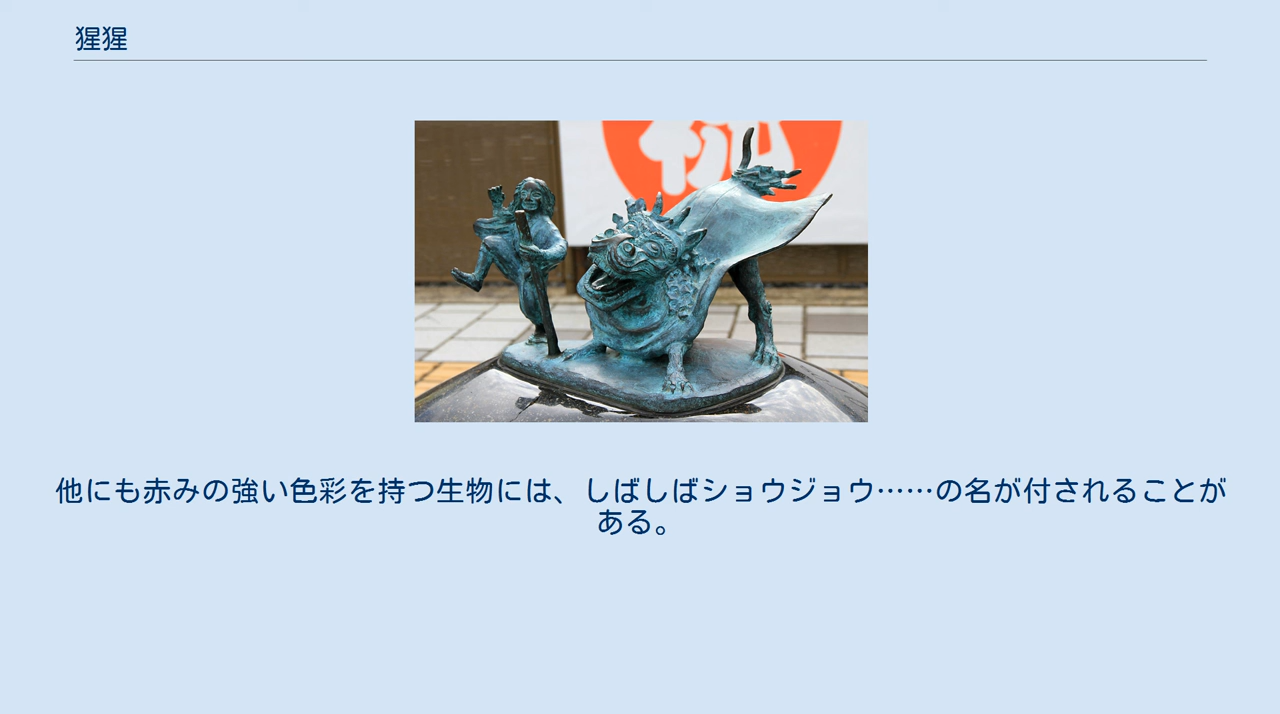 猩猩
他にも赤みの強い色彩を持つ生物には、しばしばショウジョウ……の名が付されることが
ある。